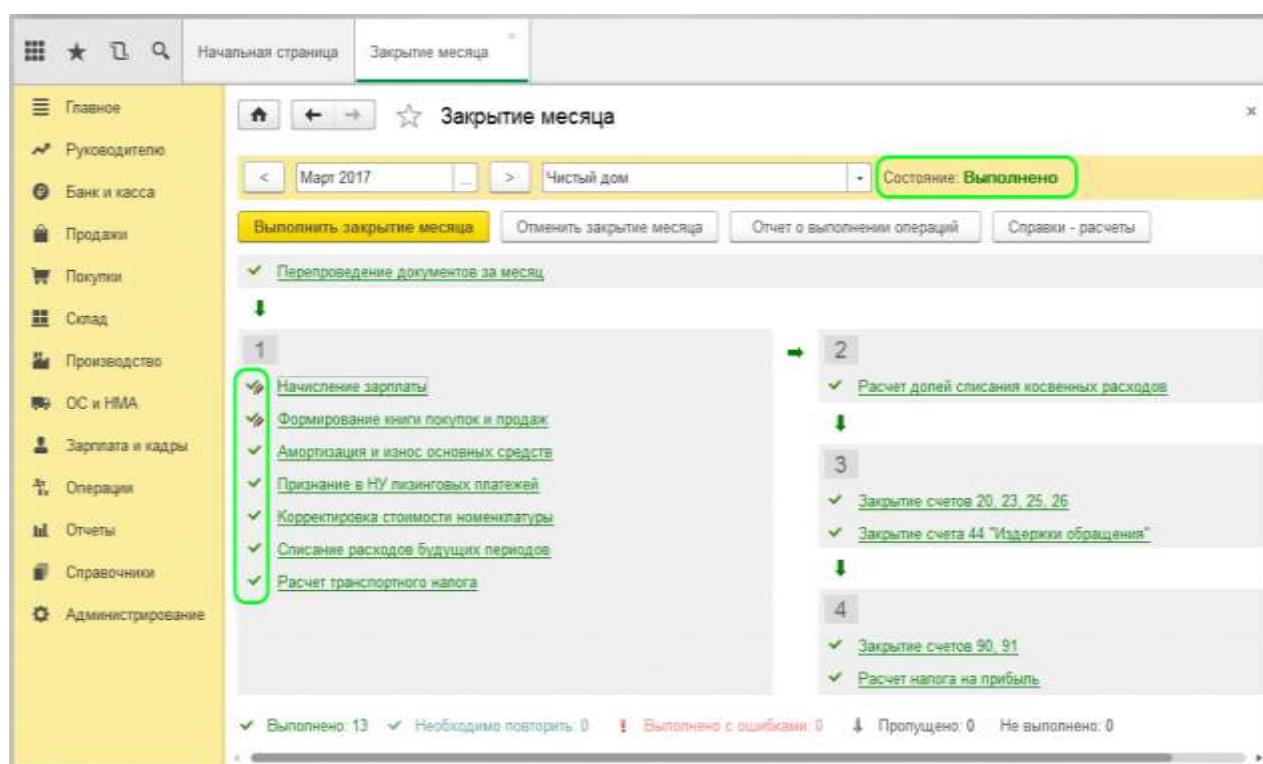 Начальная страница
Закрытие месяца
Главное
Руководителю
Банк и касса
Продажи
Покупки
Склад
Производство
ОС и НМА
Зарплата и кадры
Операции
Отчеты
Справочники
Администрирование
Закрытие месяца
Март 2017
Чистый дом
Состояние: Выполнено
Выполнить закрытие месяца
Отменить закрытие месяца
Отчет о выполнении операций
Справки - расчеты
Перепроведение документов за месяц
1
Начисление зарплаты
Формирование книги покупок и продаж
Амортизация и износ основных средств
Признание в НУ лизинговых платежей
Корректировка стоимости номенклатуры
Списание расходов будущих периодов
Расчет транспортного налога
2
Расчет долей списания косвенных расходов
3
Закрытие счетов 20, 23, 25, 26
Закрытие счета 44 "Издержки обращения"
4
Закрытие счетов 90, 91
Расчет налога на прибыль
Выполнено: 13 Необходимо повторить: 0 Выполнено с ошибками: 0 Пропущено: 0 Не выполнено: 0